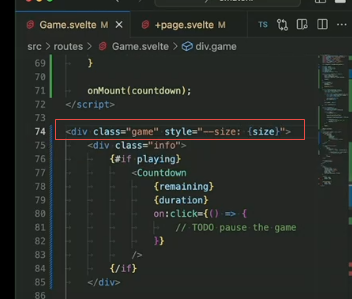 Game.svelte M
+page.svelte M
TS
src > routes > Game.svelte > div.game
69 }
70
71 onMount(countdown);
72 </script>
73
74 <div class="game" style="--size: {size}">
75 <div class="info">
76 {#if playing}
77 <Countdown
78 {remaining}
79 {duration}
80 on:click={() => {
81 // TODO pause the game
82 }}
83 />
84 {/if}
85 </div>
86